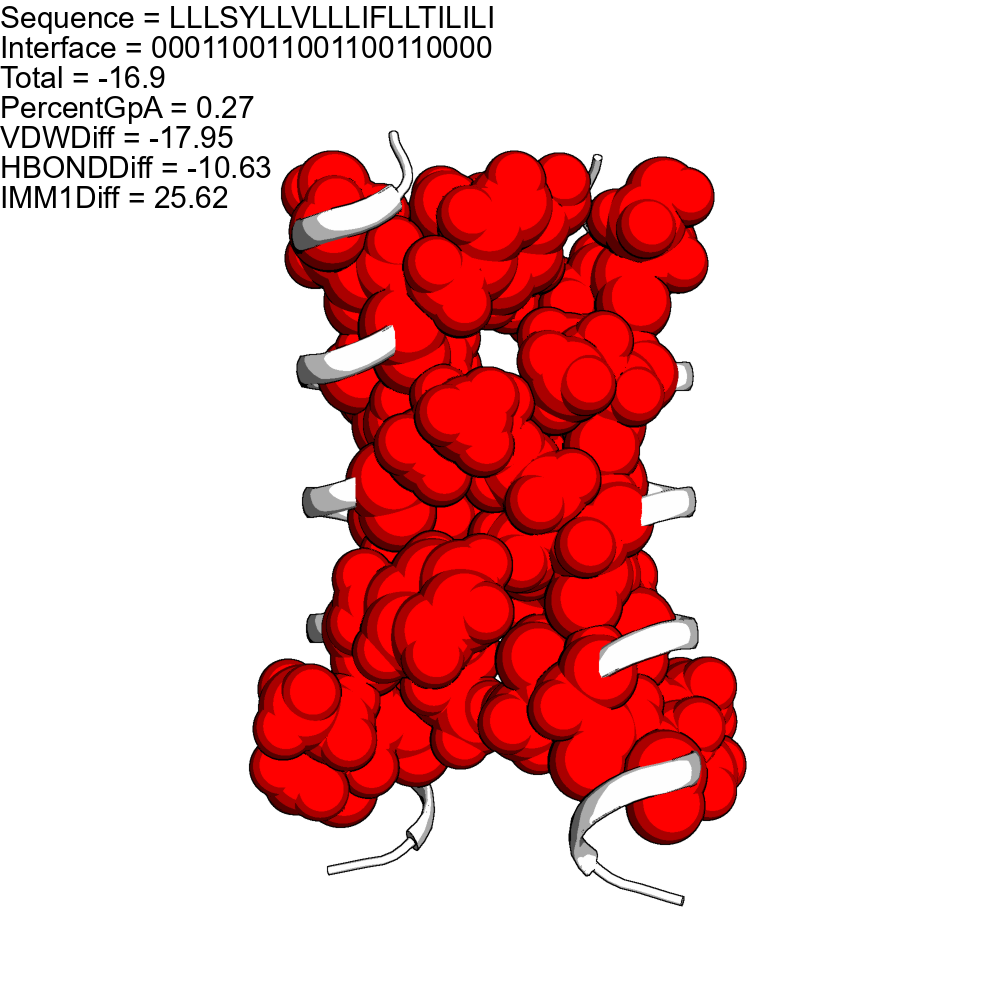 Sequence = LLLSYLLVLLLIFLLTILILI
Interface = 000110011001100110000
Total = -16.9
PercentGpA = 0.27
VDWDiff = -17.95
HBONDDiff = -10.63
IMM1Diff = 25.62